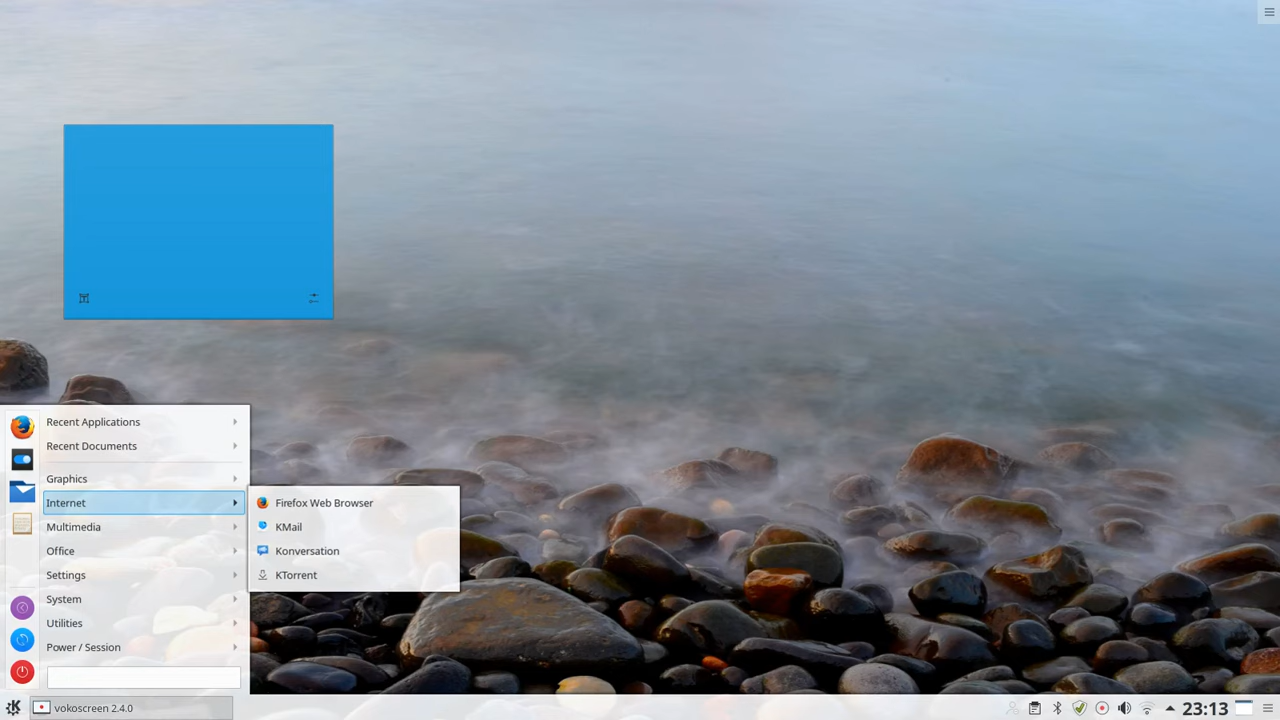 Recent Applications
Recent Documents
Graphics
Internet
Multimedia
Office
Settings
System
Utilities
Power / Session
Firefox Web Browser
KMail
Konversation
KTorrent
vokoscreen 2.4.0
23:13